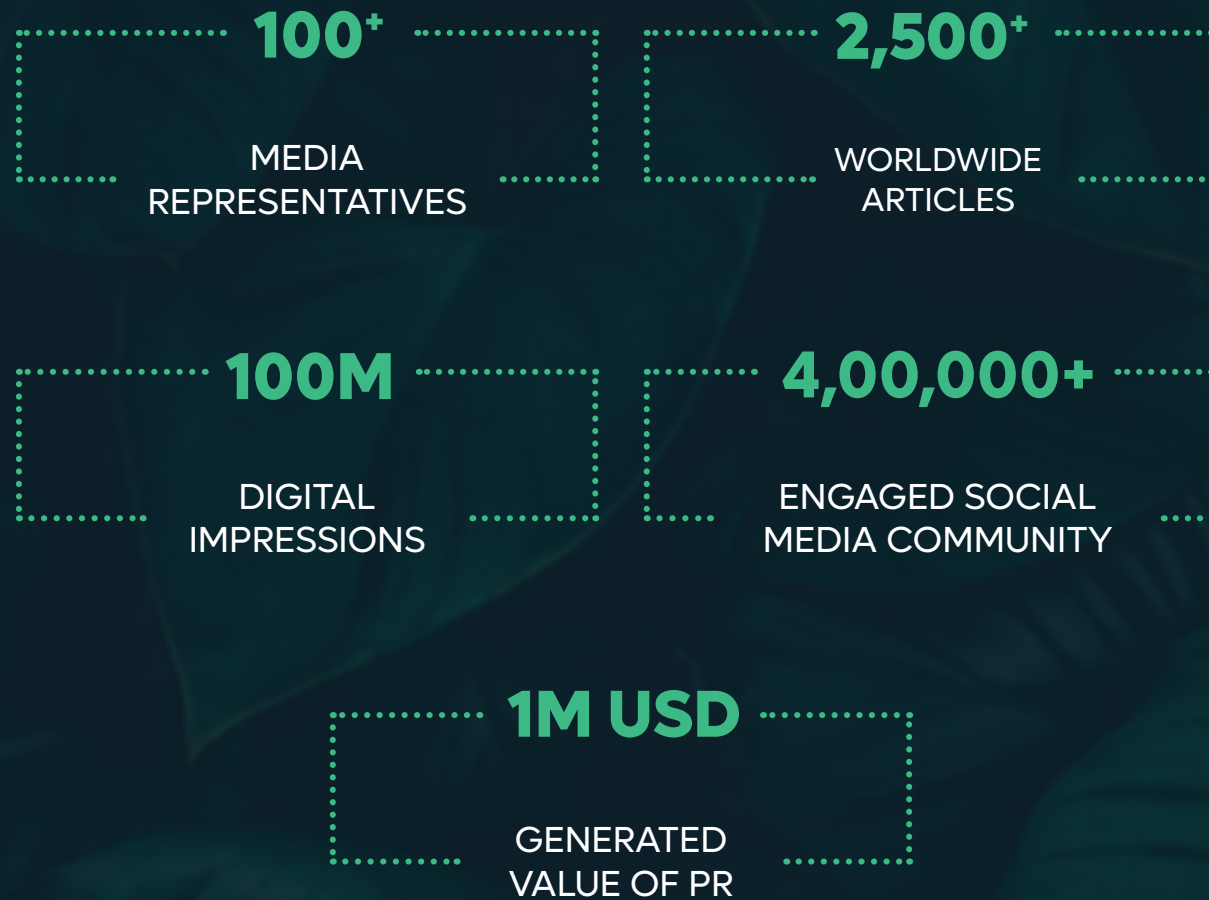 100+
MEDIA
REPRESENTATIVES
2,500+
WORLDWIDE
ARTICLES
100M
DIGITAL
IMPRESSIONS
4,00,000+
ENGAGED SOCIAL
MEDIA COMMUNITY
1M USD
GENERATED
VALUE OF PR